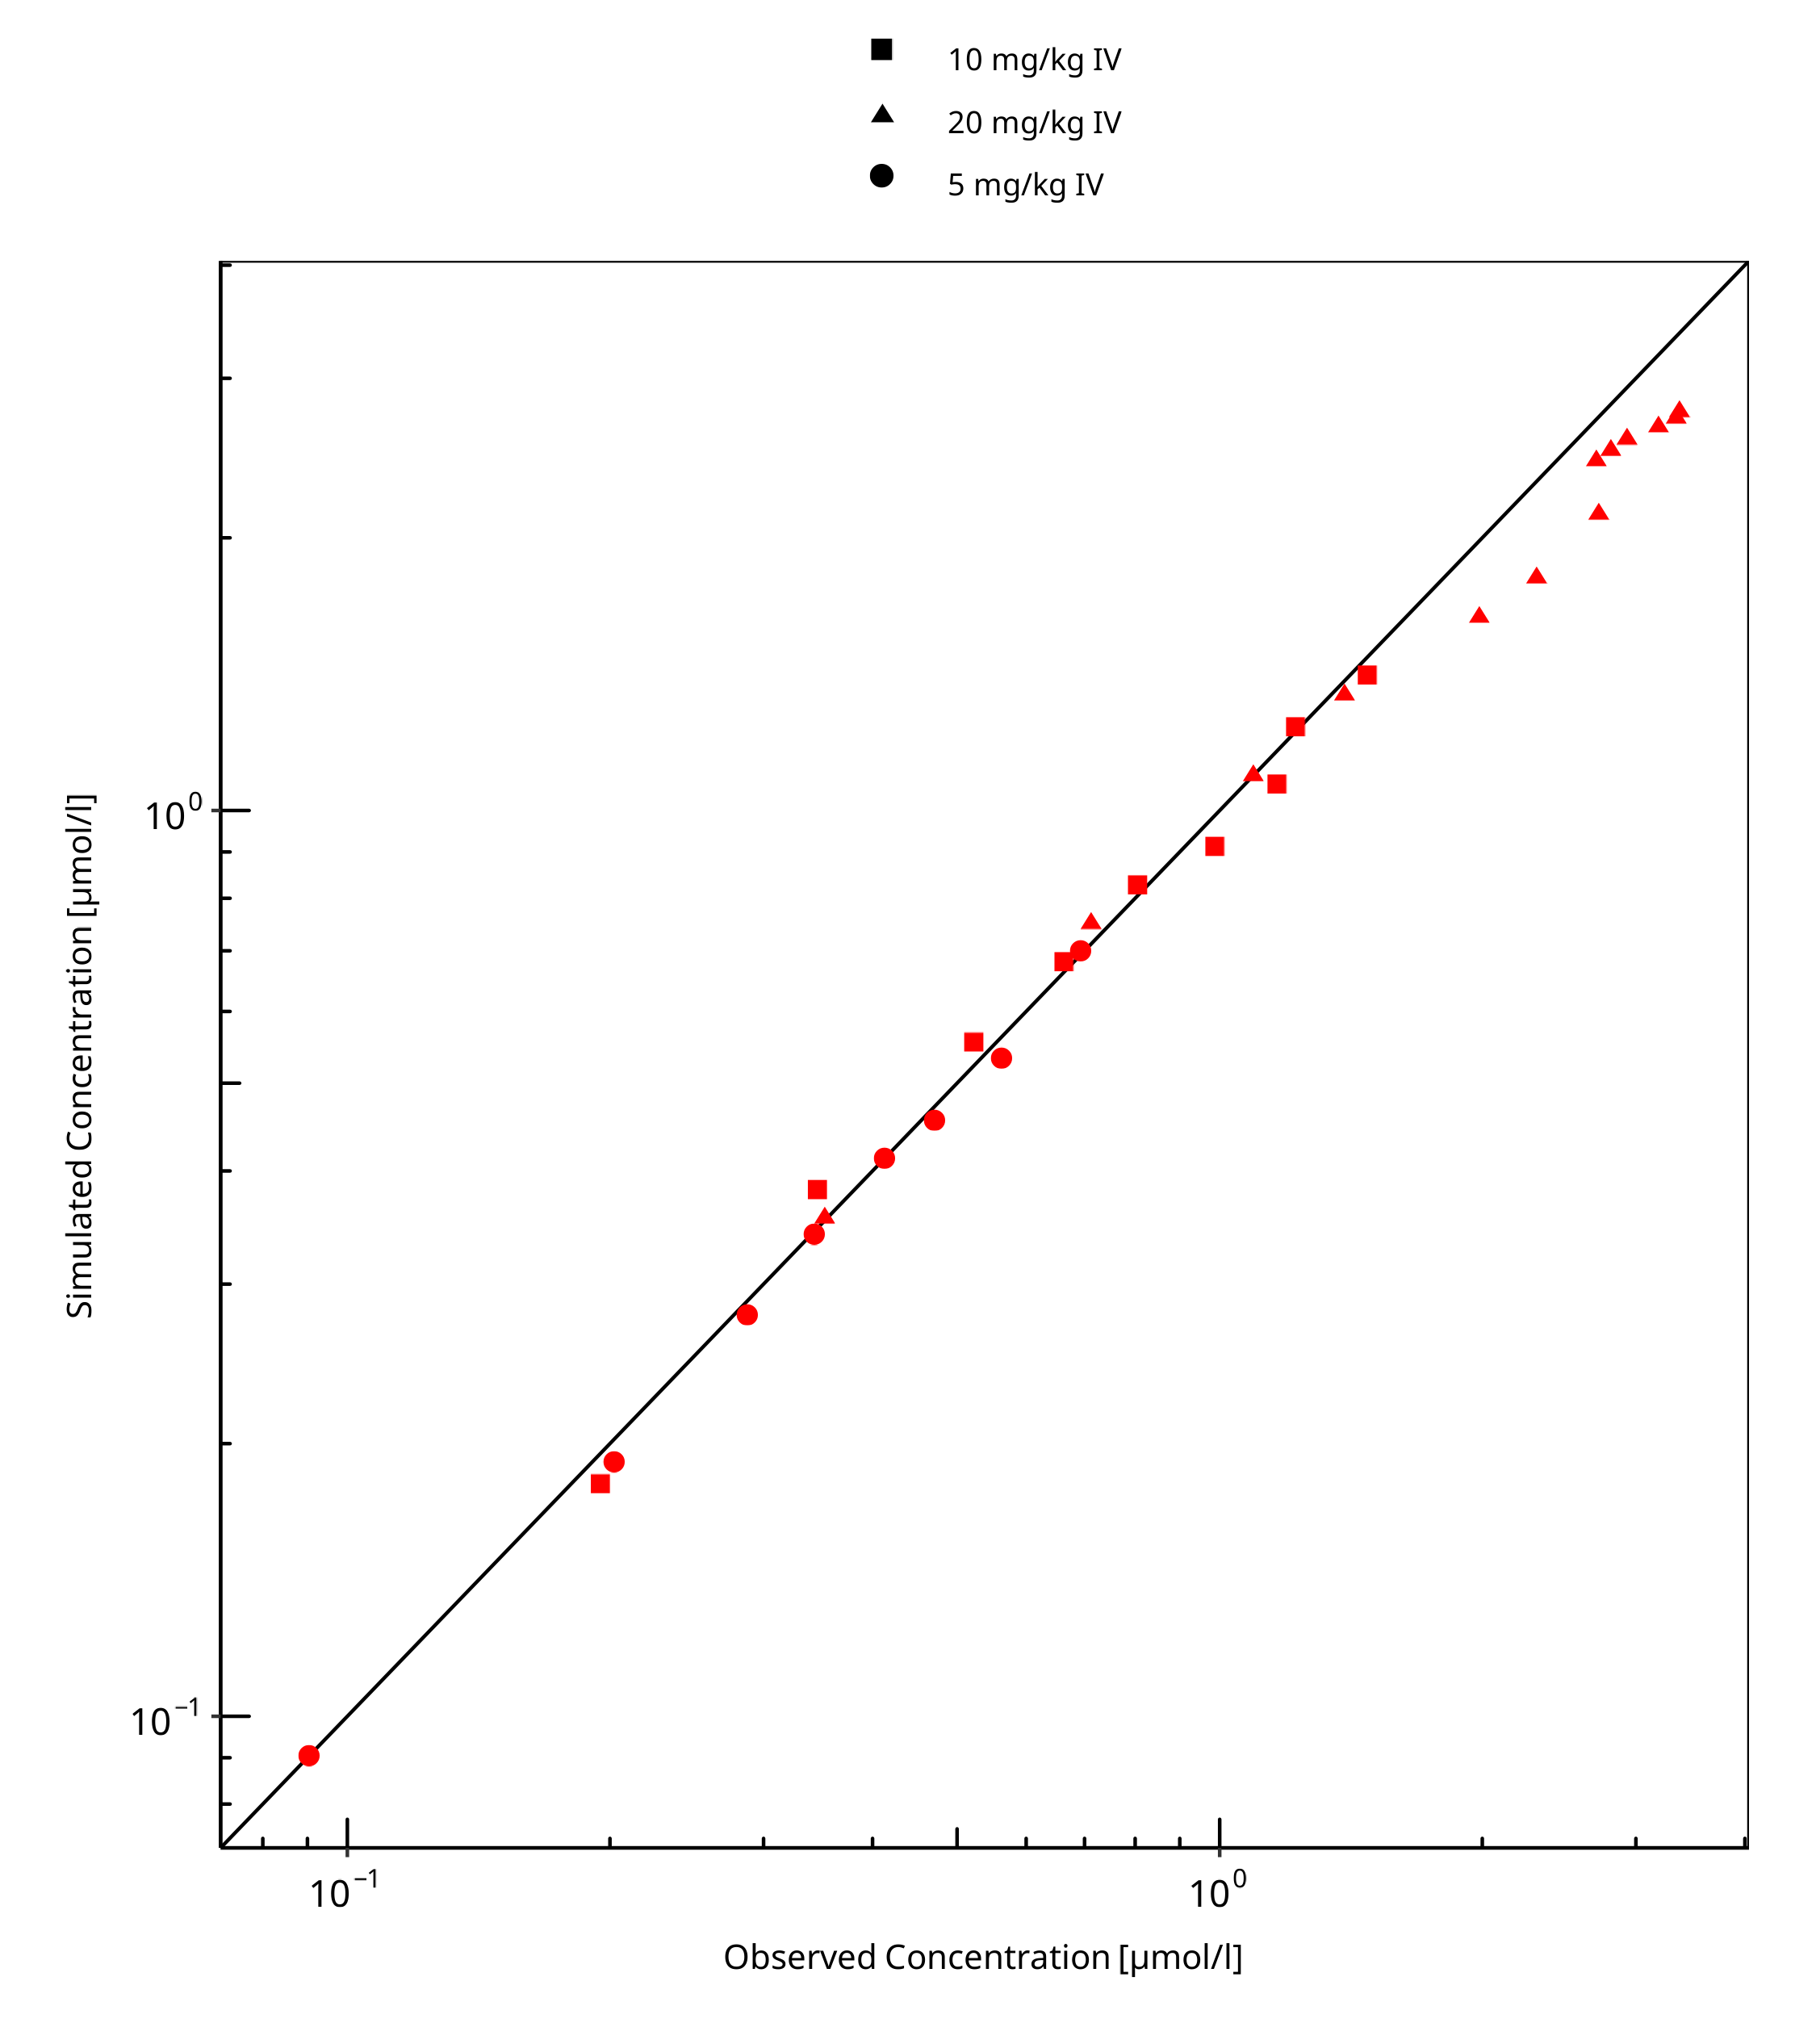 10 mg/kg IV
20 mg/kg IV
5 mg/kg IV
Simulated Concentration [µmol/l]
10⁰
10⁻¹
10⁻¹
10⁰
Observed Concentration [µmol/l]